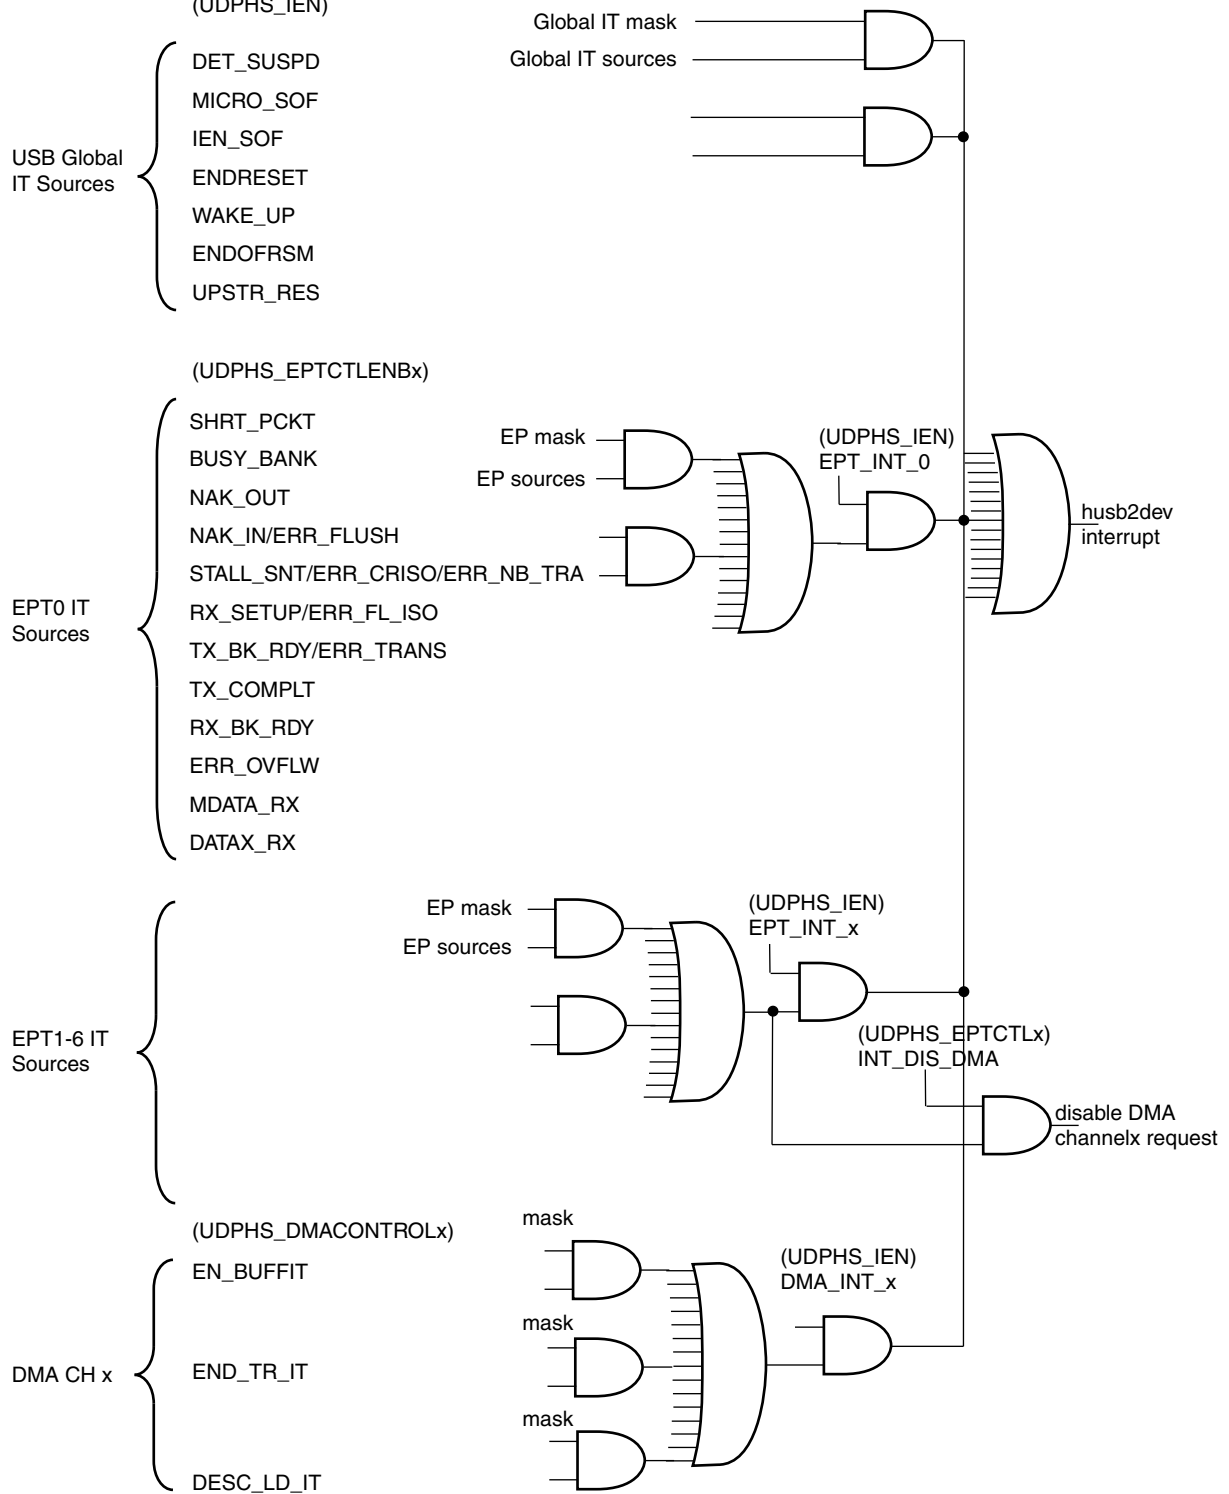 (UDPHS_IEN)
Global IT mask
Global IT sources
DET_SUSPD
MICRO_SOF
IEN_SOF
USB Global
IT Sources
ENDRESET
WAKE_UP
ENDOFRSM
UPSTR_RES
(UDPHS_EPTCTLENBx)
SHRT_PCKT
BUSY_BANK
NAK_OUT
NAK_IN/ERR_FLUSH
STALL_SNT/ERR_CRISO/ERR_NB_TRA
EPT0 IT
Sources
RX_SETUP/ERR_FL_ISO
TX_BK_RDY/ERR_TRANS
TX_COMPLT
RX_BK_RDY
ERR_OVFLW
MDATA_RX
DATAX_RX
EP mask
EP sources
(UDPHS_IEN)
EPT_INT_0
husb2dev
interrupt
EP mask
EP sources
(UDPHS_IEN)
EPT_INT_x
EPT1-6 IT
Sources
(UDPHS_EPTCTLx)
INT_DIS_DMA
disable DMA
channelx request
(UDPHS_DMACONTROLx)
mask
EN_BUFFIT
(UDPHS_IEN)
DMA_INT_x
mask
DMA CH x
END_TR_IT
mask
DESC_LD_IT